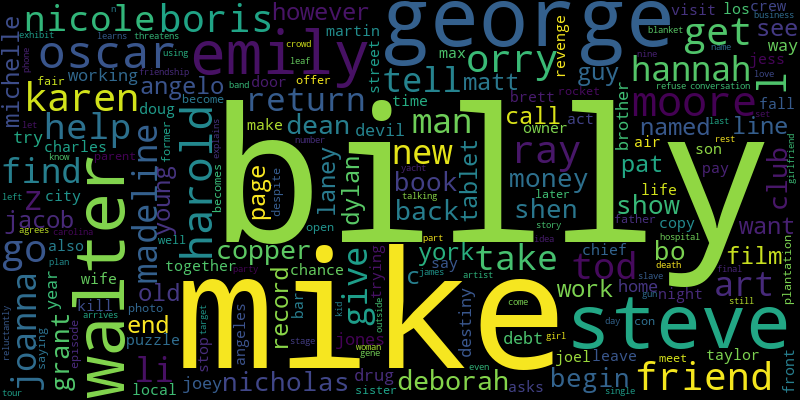 billy
mike
george
steve
walter
emily
nicole
boris
oscar
karen
harold
help
find
go
madeline
joanna
friend
moore
hannah
get
orry
ray
tod
art
take
give
new
man
tell
return
angelo
dean
dylan
laney
copper
york
back
book
tablet
money
shen
show
work
film
club
want
see
way
line
named
pat
bo
l
call
guy
matt
however
martin
max
street
door
working
michelle
exhibit
learns
threatens
fair
leaf
using
crowd
offer
friendship
band
become
phone
doug
try
charles
time
devil
make
owner
act
brett
rocket
blanket
nine
business
name
love
jess
visit
los
crew
revenge
brother
refuse conversation
fall
last
set
air
son
rest
pay
life
girlfriend
know
parent
former
explains
number
young
becomes
page
despite
let
z
jacob
city
left
agrees
carolina
also
plan
well
open
yacht
talking
later
story
part
father
copy
hospital
death
chief
idea
home
night
slave
final
gun
still
plantation
together
chance
trying
c
say
james
artist
destiny
wife
year
grant
old
kill
arrives
record
bar
party
kid
outside
come
girl
day
con
reluctantly
saying
episode
end
puzzle
photo
stop
target
angeles
stage
jones
woman
gene
debt
joel
leave
meet
taylor
front
tour
local
li
joey
nicholas
drug
sister
deborah
even
asks
begin
single